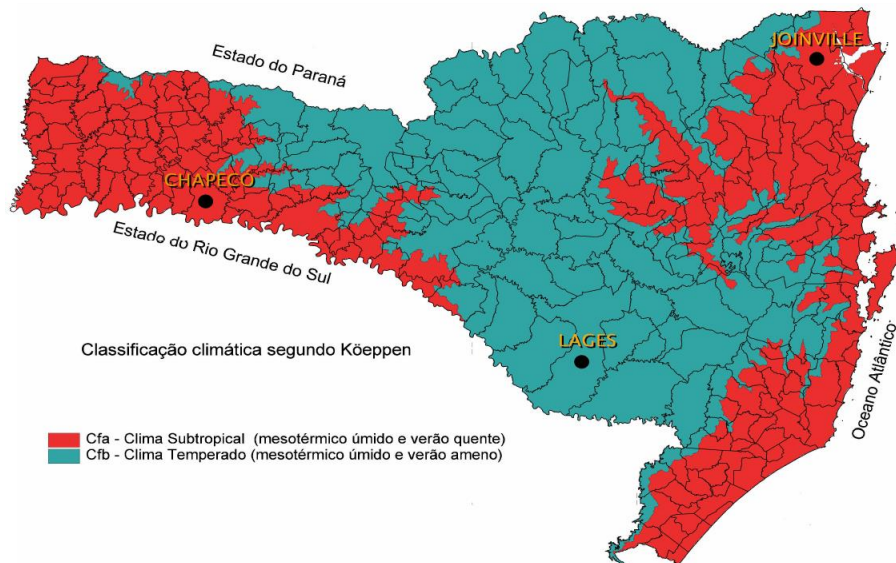 JOINVILLE
Estado do Paraná
CHAPECÓ
Estado do Rio Grande do Sul
LAGES
Oceano Atlântico
Classificação climática segundo Köeppen
Cfa - Clima Subtropical (mesotérmico úmido e verão quente)
Cfb - Clima Temperado (mesotérmico úmido e verão ameno)